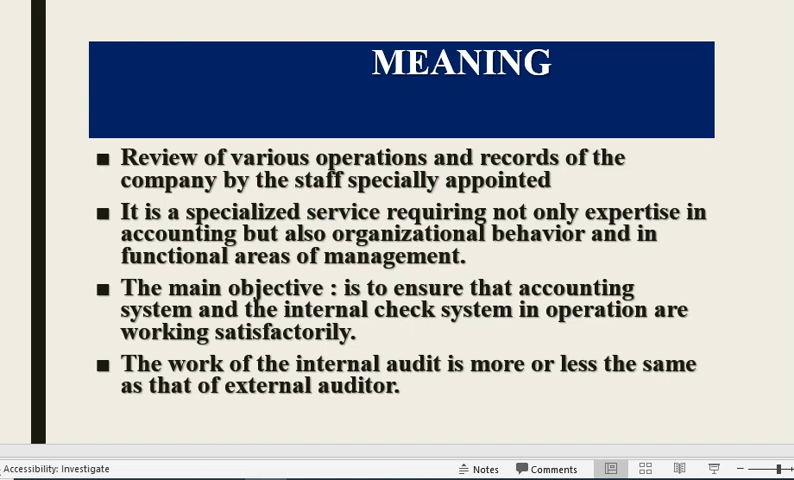 MEANING
Review of various operations and records of the
company by the staff specially appointed
It is a specialized service requiring not only expertise in
accounting but also organizational behavior and in
functional areas of management.
The main objective : is to ensure that accounting
system and the internal check system in operation are
working satisfactorily.
The work of the internal audit is more or less the same
as that of external auditor.
Accessibility: Investigate
Notes
Comments